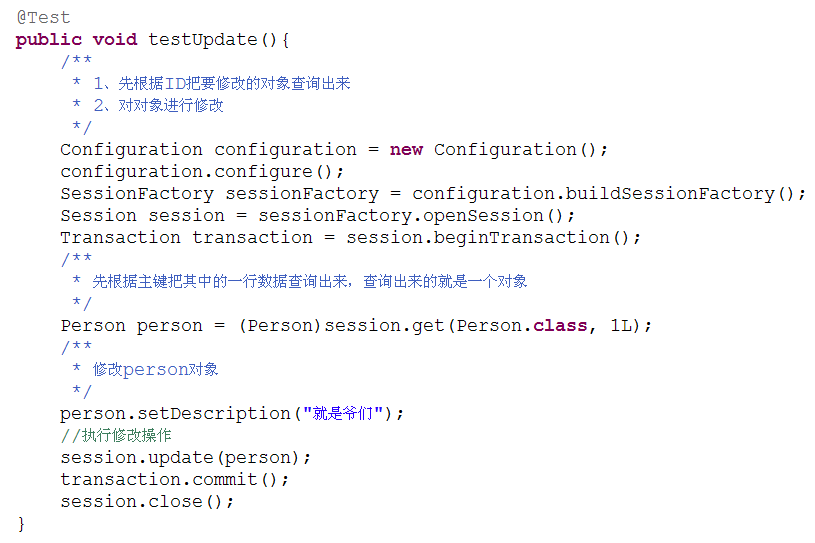 @Test
public void testUpdate(){
    /**
     * 1、先根据ID把要修改的对象查询出来
     * 2、对对象进行修改
     */
    Configuration configuration = new Configuration();
    configuration.configure();
    SessionFactory sessionFactory = configuration.buildSessionFactory();
    Session session = sessionFactory.openSession();
    Transaction transaction = session.beginTransaction();
    /**
     * 先根据主键把其中的一行数据查询出来，查询出来的就是一个对象
     */
    Person person = (Person)session.get(Person.class, 1L);
    /**
     * 修改person对象
     */
    person.setDescription("就是爷们");
    //执行修改操作
    session.update(person);
    transaction.commit();
    session.close();
}